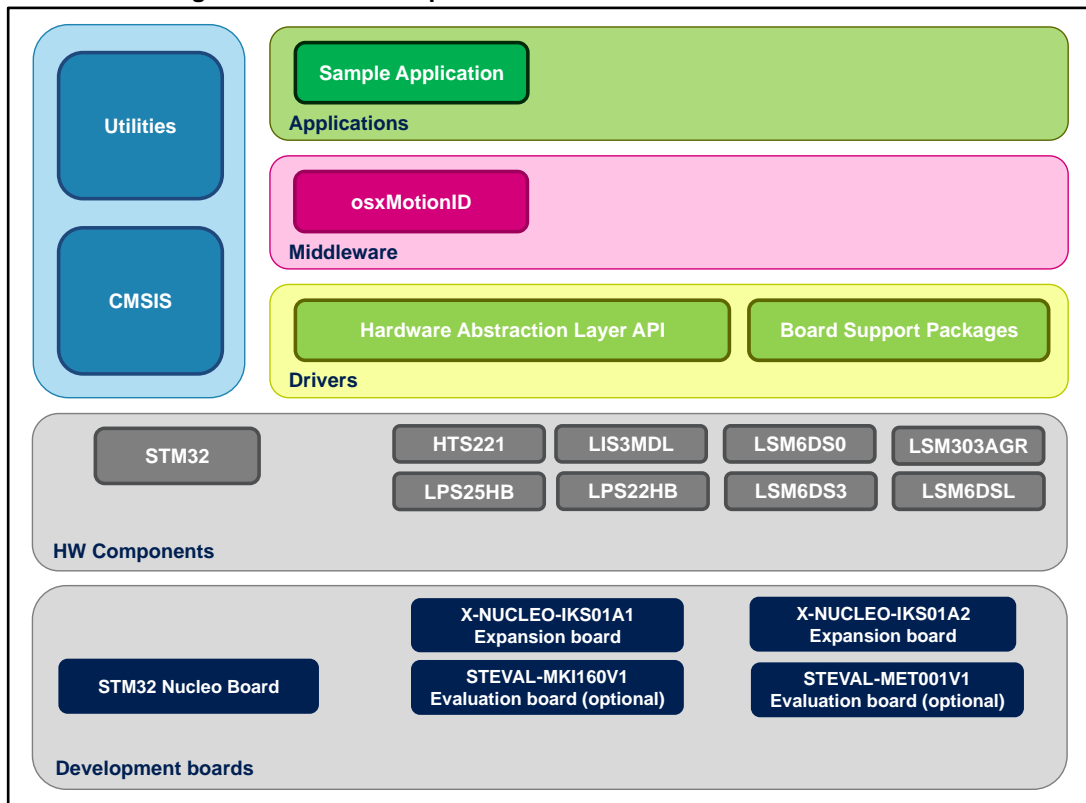 Utilities
CMSIS
Sample Application
Applications
osxMotionID
Middleware
Hardware Abstraction Layer API
Board Support Packages
Drivers
STM32
HTS221
LIS3MDL
LSM6DS0
LSM303AGR
LPS25HB
LPS22HB
LSM6DS3
LSM6DSL
HW Components
X-NUCLEO-IKS01A1
Expansion board
X-NUCLEO-IKS01A2
Expansion board
STM32 Nucleo Board
STEVAL-MKI160V1
Evaluation board (optional)
STEVAL-MET001V1
Evaluation board (optional)
Development boards